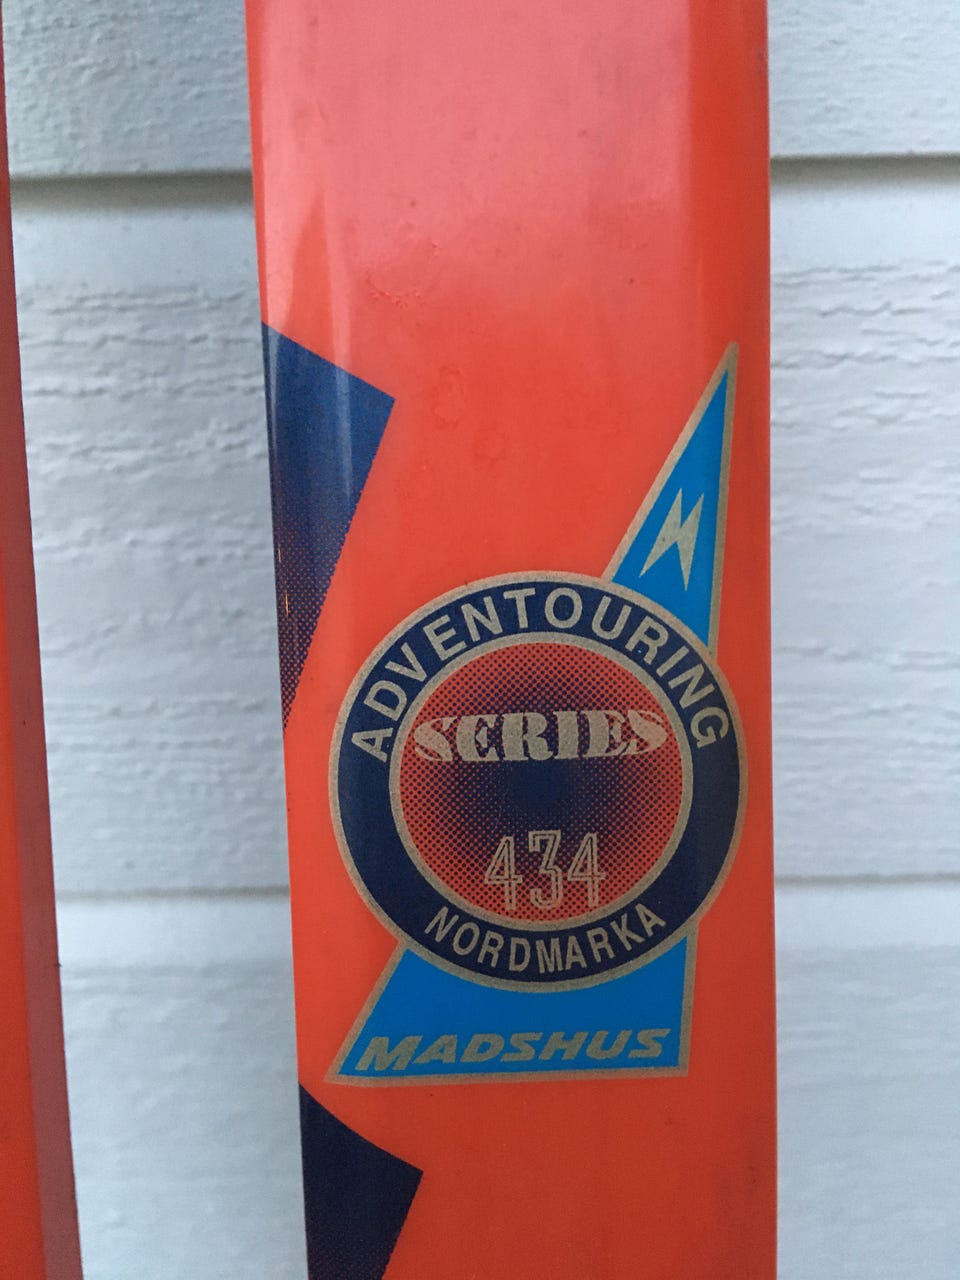 ADVENTOURING
SERIES
434
NORDMARKA
MADSHUS